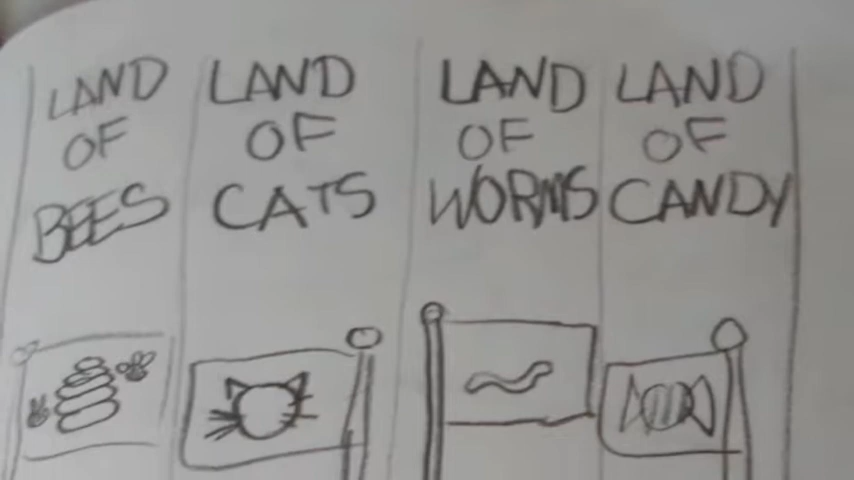 LAND
OF
BEES
LAND
OF
CATS
LAND
OF
WORMS
LAND
OF
CANDY